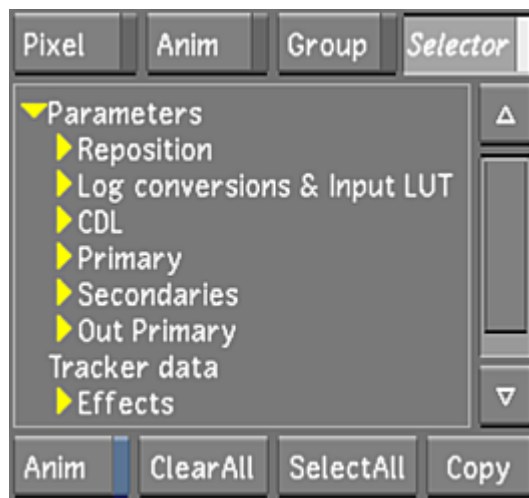 Pixel Anim Group Selector
Parameters
Reposition
Log conversions & Input LUT
CDL
Primary
Secondaries
Out Primary
Tracker data
Effects
Anim ClearAll SelectAll Copy